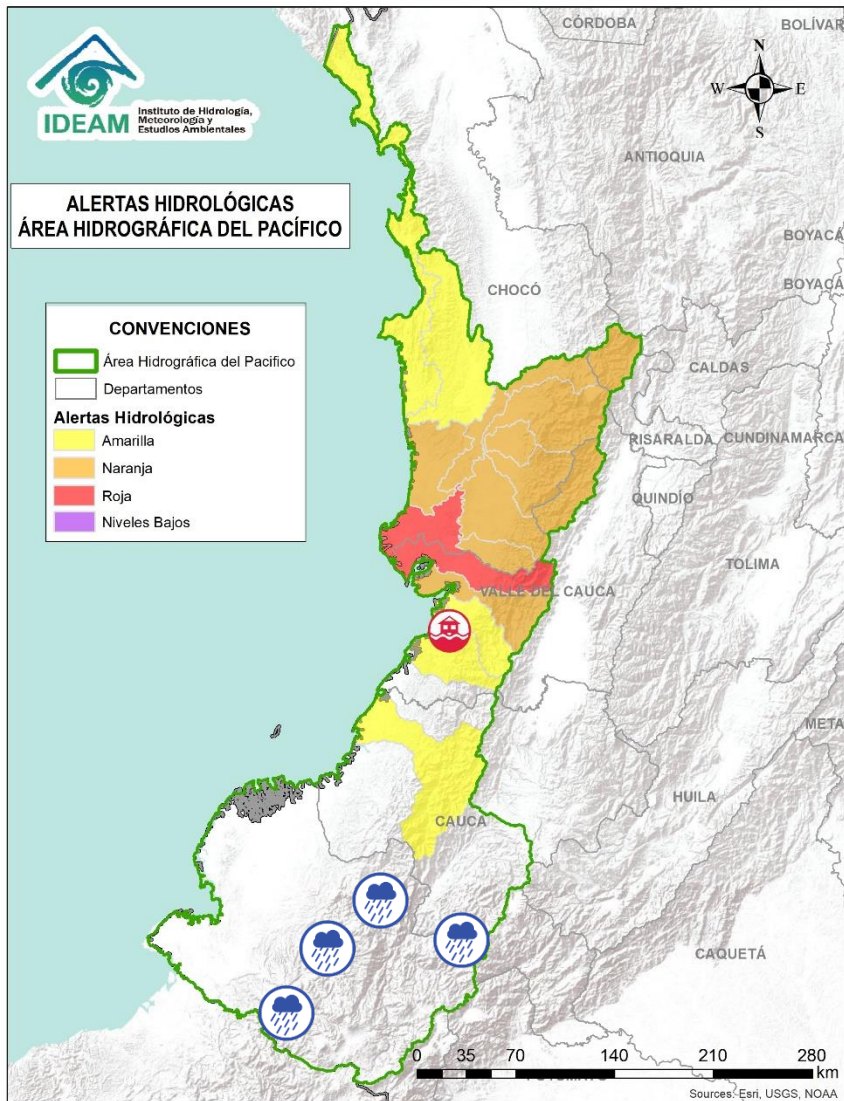 CÓRDOBA
BOLÍVAR
IDEAM
Instituto de Hidrología,
Meteorología y
Estudios Ambientales
N
W
E
S
ANTIOQUIA
ALERTAS HIDROLÓGICAS
ÁREA HIDROGRÁFICA DEL PACÍFICO
BOYACÁ
BOYACÁ
CHOCÓ
CONVENCIONES
Área Hidrográfica del Pacifico
Departamentos
Alertas Hidrológicas
Amarilla
Naranja
Roja
Niveles Bajos
CALDAS
RISARALDA
CUNDINAMARCA
QUINDÍO
TOLIMA
VALLE DEL CAUCA
META
HUILA
CAUCA
CAQUETÁ
0 35 70 140 210 280
km
Sources: Esri, USGS, NOAA